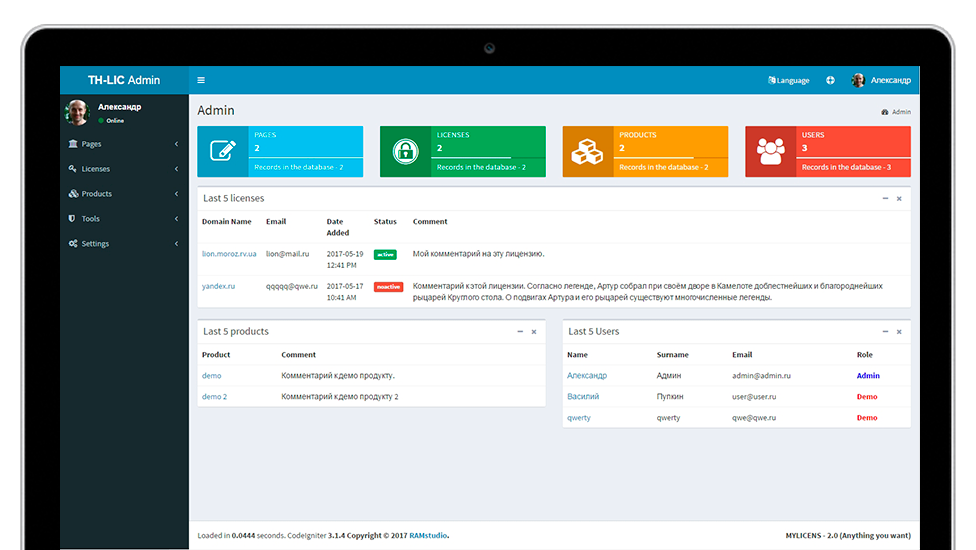 TH-LIC Admin
Language
Александр
Александр
Online
Pages
Licenses
Products
Tools
Settings
Admin
Admin
PAGES
2
Records in the database - 2
LICENSES
2
Records in the database - 2
PRODUCTS
2
Records in the database - 2
USERS
3
Records in the database - 3
Last 5 licenses
Domain Name Email Date Added Status Comment
lion.moroz.rv.ua lion@mail.ru 2017-05-19 12:41 PM active Мой комментарий на эту лицензию.
yandex.ru qqqqq@qwe.ru 2017-05-17 10:41 AM noactive Комментарий к этой лицензии. Согласно легенде, Артур собрал при своём дворе в Камелоте доблестнейших и благороднейших
рыцарей Круглого стола. О подвигах Артура и его рыцарей существуют многочисленные легенды.
Last 5 products
Product Comment
demo Комментарий к демо продукту.
demo 2 Комментарий к демо продукту 2
Last 5 Users
Name Surname Email Role
Александр Админ admin@admin.ru Admin
Василий Пупкин user@user.ru Demo
qwerty qwerty qwe@qwe.ru Demo
Loaded in 0.0444 seconds. CodeIgniter 3.1.4 Copyright © 2017 RAMstudio.
MYLICENS - 2.0 (Anything you want)